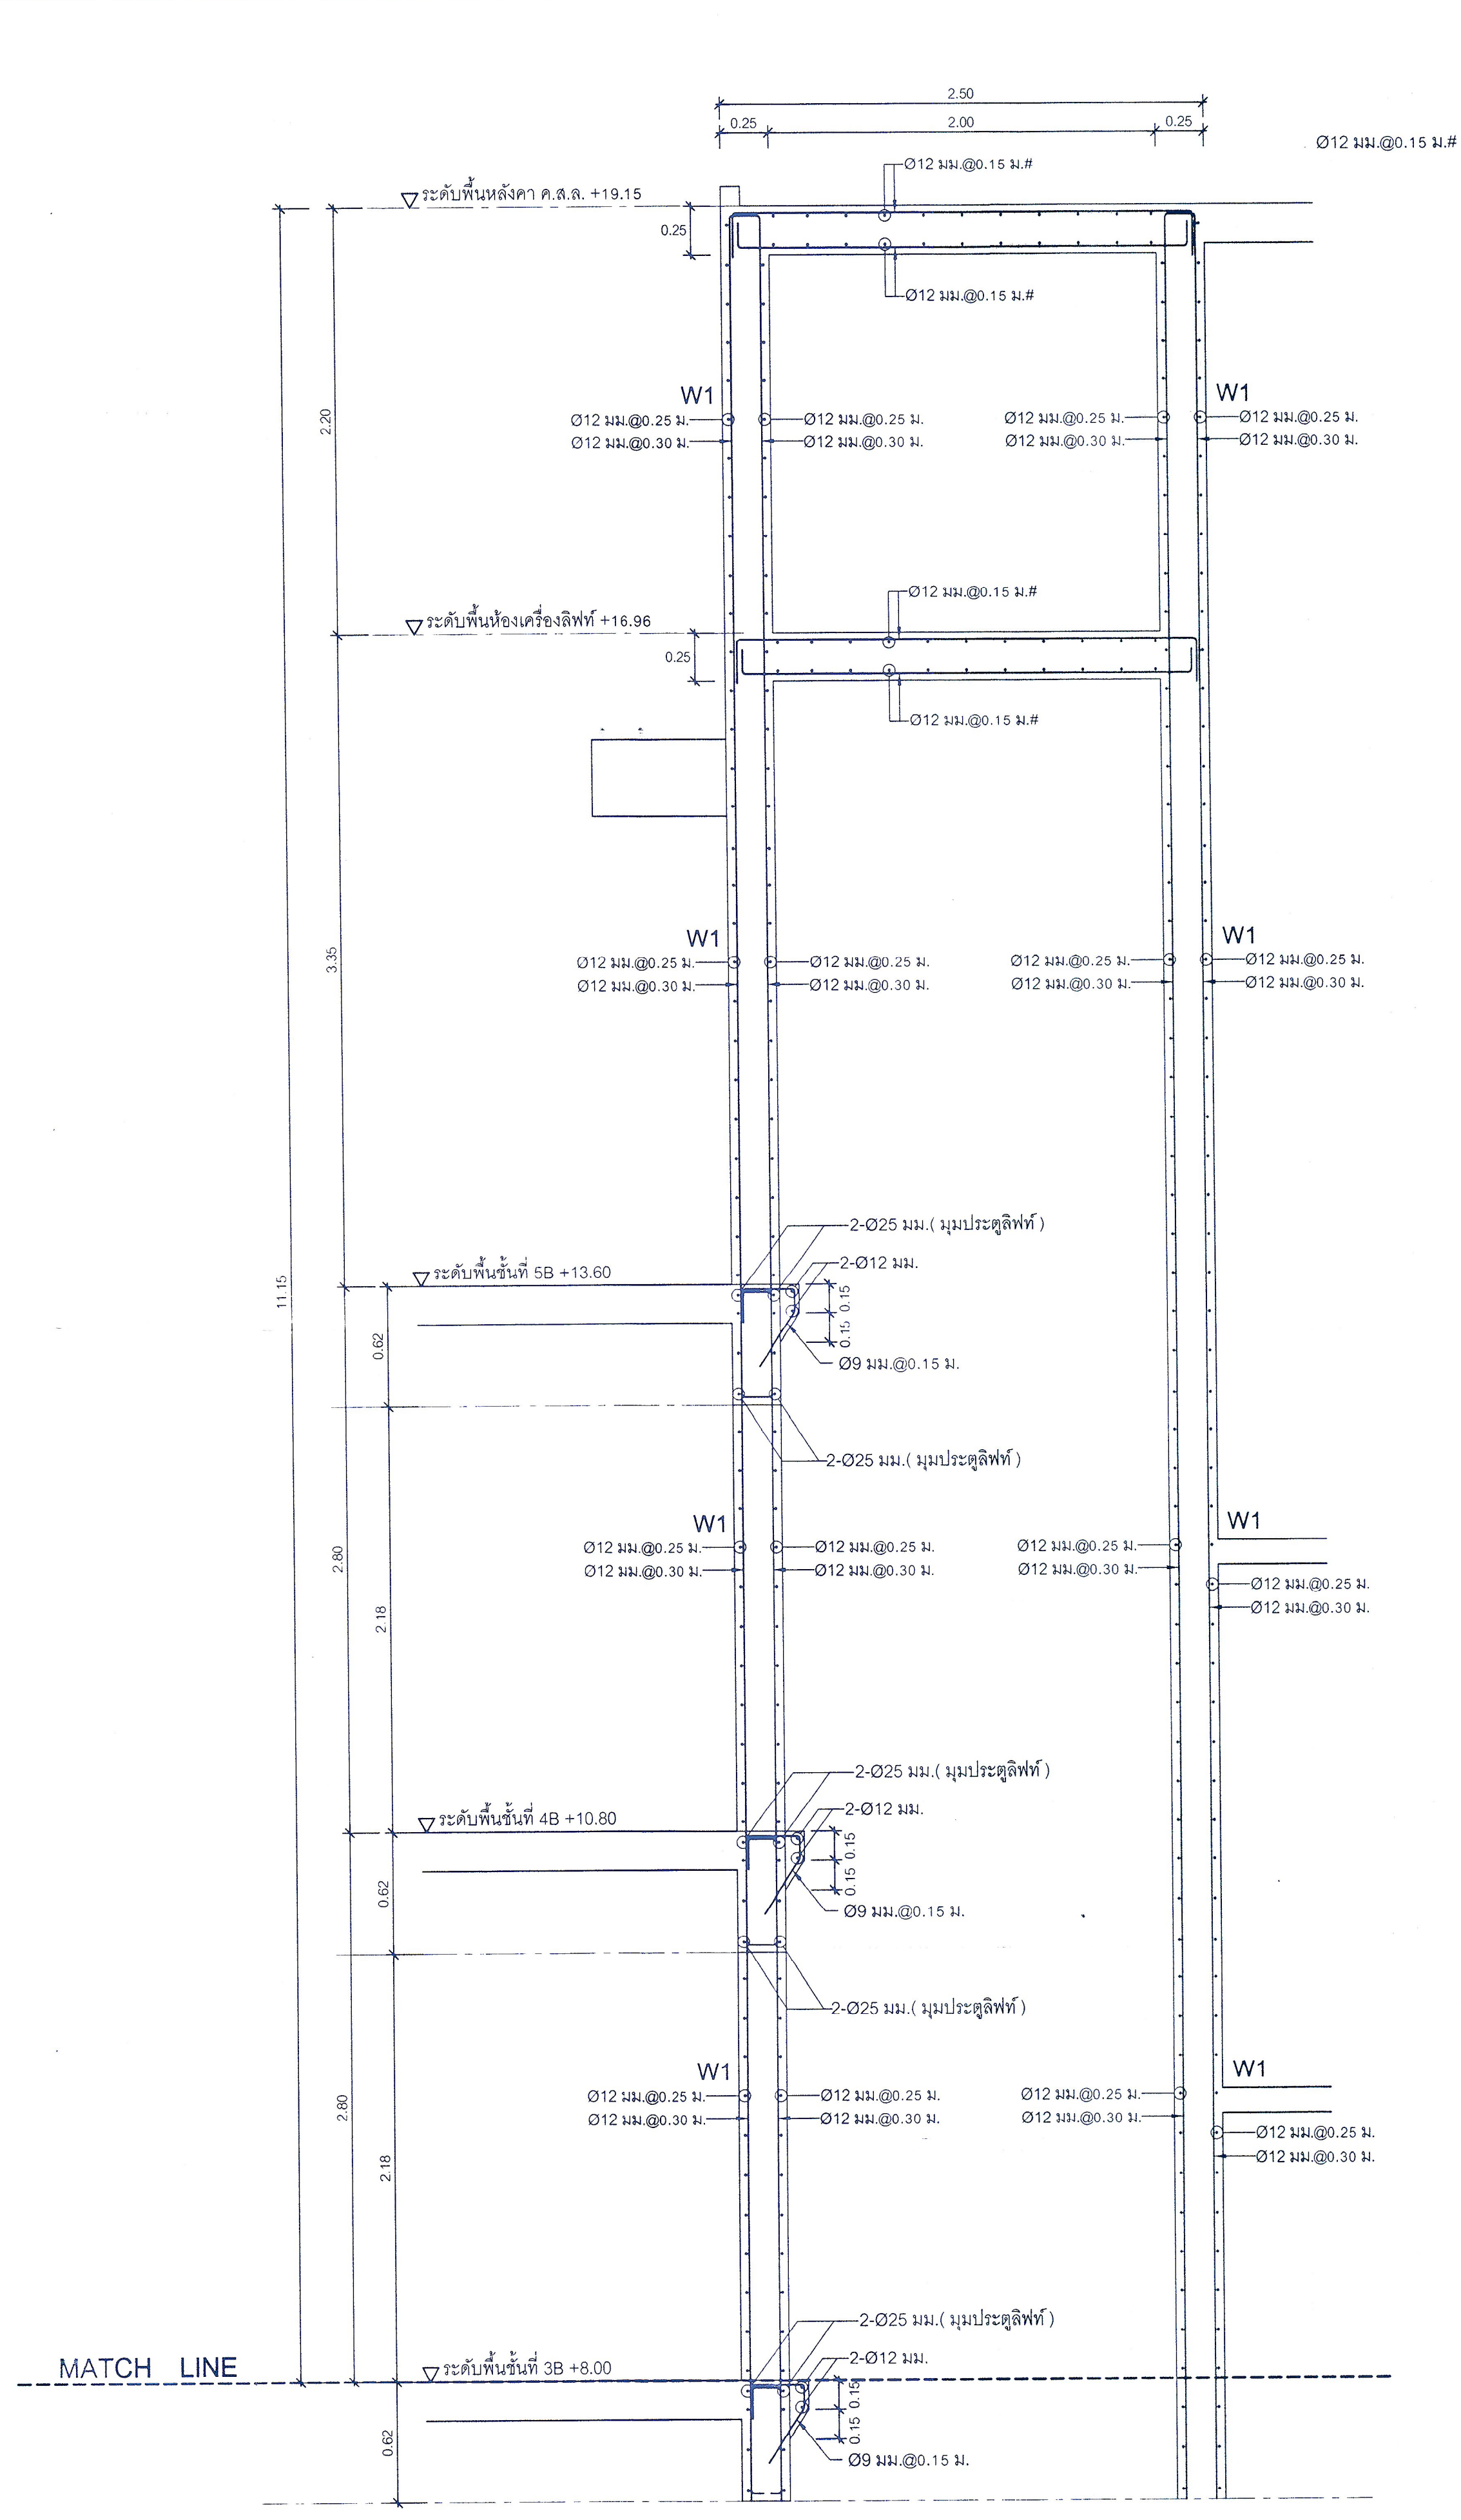 2.50
0.25 2.00 0.25
Ø12 มม.@0.15 ม.#
Ø12 มม.@0.15 ม.#
ระดับพื้นหลังคา ค.ส.ล. +19.15
0.25
Ø12 มม.@0.15 ม.#
W1 W1
2.20
Ø12 มม.@0.25 ม. Ø12 มม.@0.25 ม. Ø12 มม.@0.25 ม. Ø12 มม.@0.25 ม.
Ø12 มม.@0.30 ม. Ø12 มม.@0.30 ม. Ø12 มม.@0.30 ม. Ø12 มม.@0.30 ม.
Ø12 มม.@0.15 ม.#
ระดับพื้นห้องเครื่องลิฟท์ +16.96
0.25
Ø12 มม.@0.15 ม.#
W1 W1
3.35
Ø12 มม.@0.25 ม. Ø12 มม.@0.25 ม. Ø12 มม.@0.25 ม. Ø12 มม.@0.25 ม.
Ø12 มม.@0.30 ม. Ø12 มม.@0.30 ม. Ø12 มม.@0.30 ม. Ø12 มม.@0.30 ม.
2-Ø25 มม.( มุมประตูลิฟท์ )
2-Ø12 มม.
ระดับพื้นชั้นที่ 5B +13.60
11.15
0.15
0.15
0.62
Ø9 มม.@0.15 ม.
2-Ø25 มม.( มุมประตูลิฟท์ )
W1 W1
2.80
Ø12 มม.@0.25 ม. Ø12 มม.@0.25 ม. Ø12 มม.@0.25 ม.
Ø12 มม.@0.30 ม. Ø12 มม.@0.30 ม. Ø12 มม.@0.30 ม.
Ø12 มม.@0.25 ม.
Ø12 มม.@0.30 ม.
2.18
2-Ø25 มม.( มุมประตูลิฟท์ )
2-Ø12 มม.
ระดับพื้นชั้นที่ 4B +10.80
0.15
0.15
0.62
Ø9 มม.@0.15 ม.
2-Ø25 มม.( มุมประตูลิฟท์ )
W1 W1
2.80
Ø12 มม.@0.25 ม. Ø12 มม.@0.25 ม. Ø12 มม.@0.25 ม.
Ø12 มม.@0.30 ม. Ø12 มม.@0.30 ม. Ø12 มม.@0.30 ม.
Ø12 มม.@0.25 ม.
Ø12 มม.@0.30 ม.
2.18
2-Ø25 มม.( มุมประตูลิฟท์ )
2-Ø12 มม.
MATCH LINE
ระดับพื้นชั้นที่ 3B +8.00
0.15
0.15
0.62
Ø9 มม.@0.15 ม.